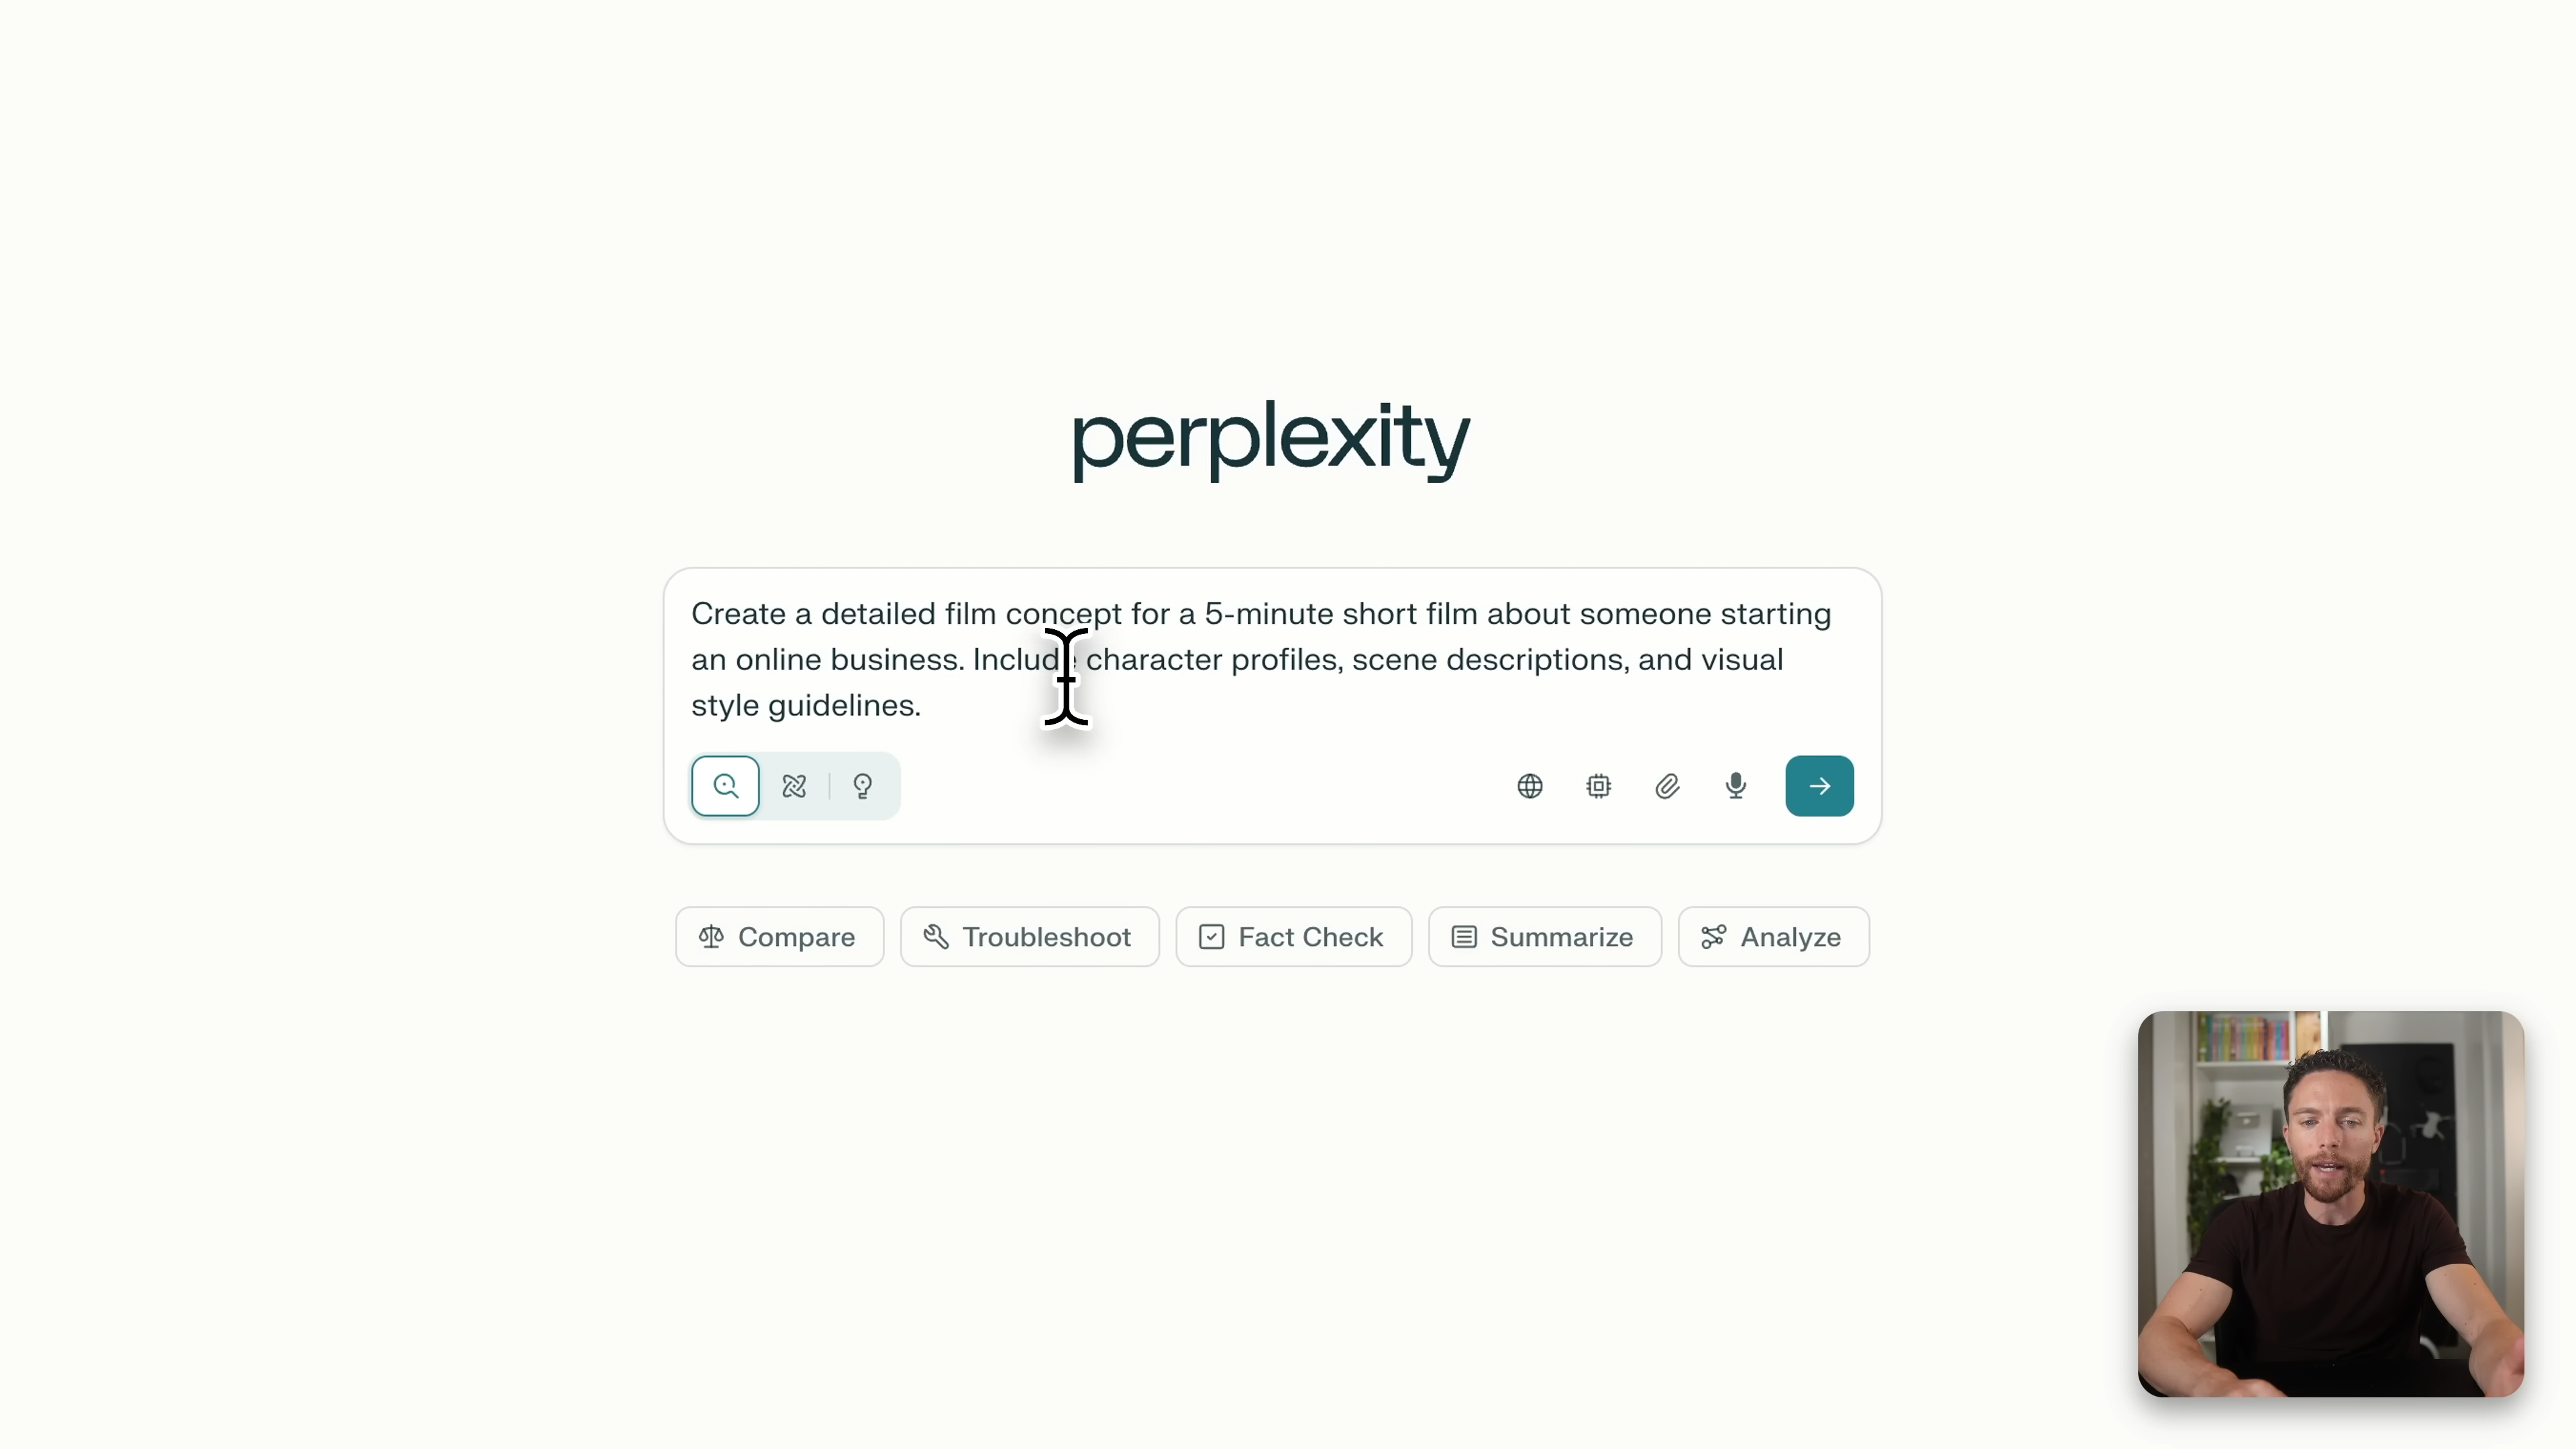 perplexity
Create a detailed film concept for a 5-minute short film about someone starting
an online business. Include character profiles, scene descriptions, and visual
style guidelines.
Compare
Troubleshoot
Fact Check
Summarize
Analyze